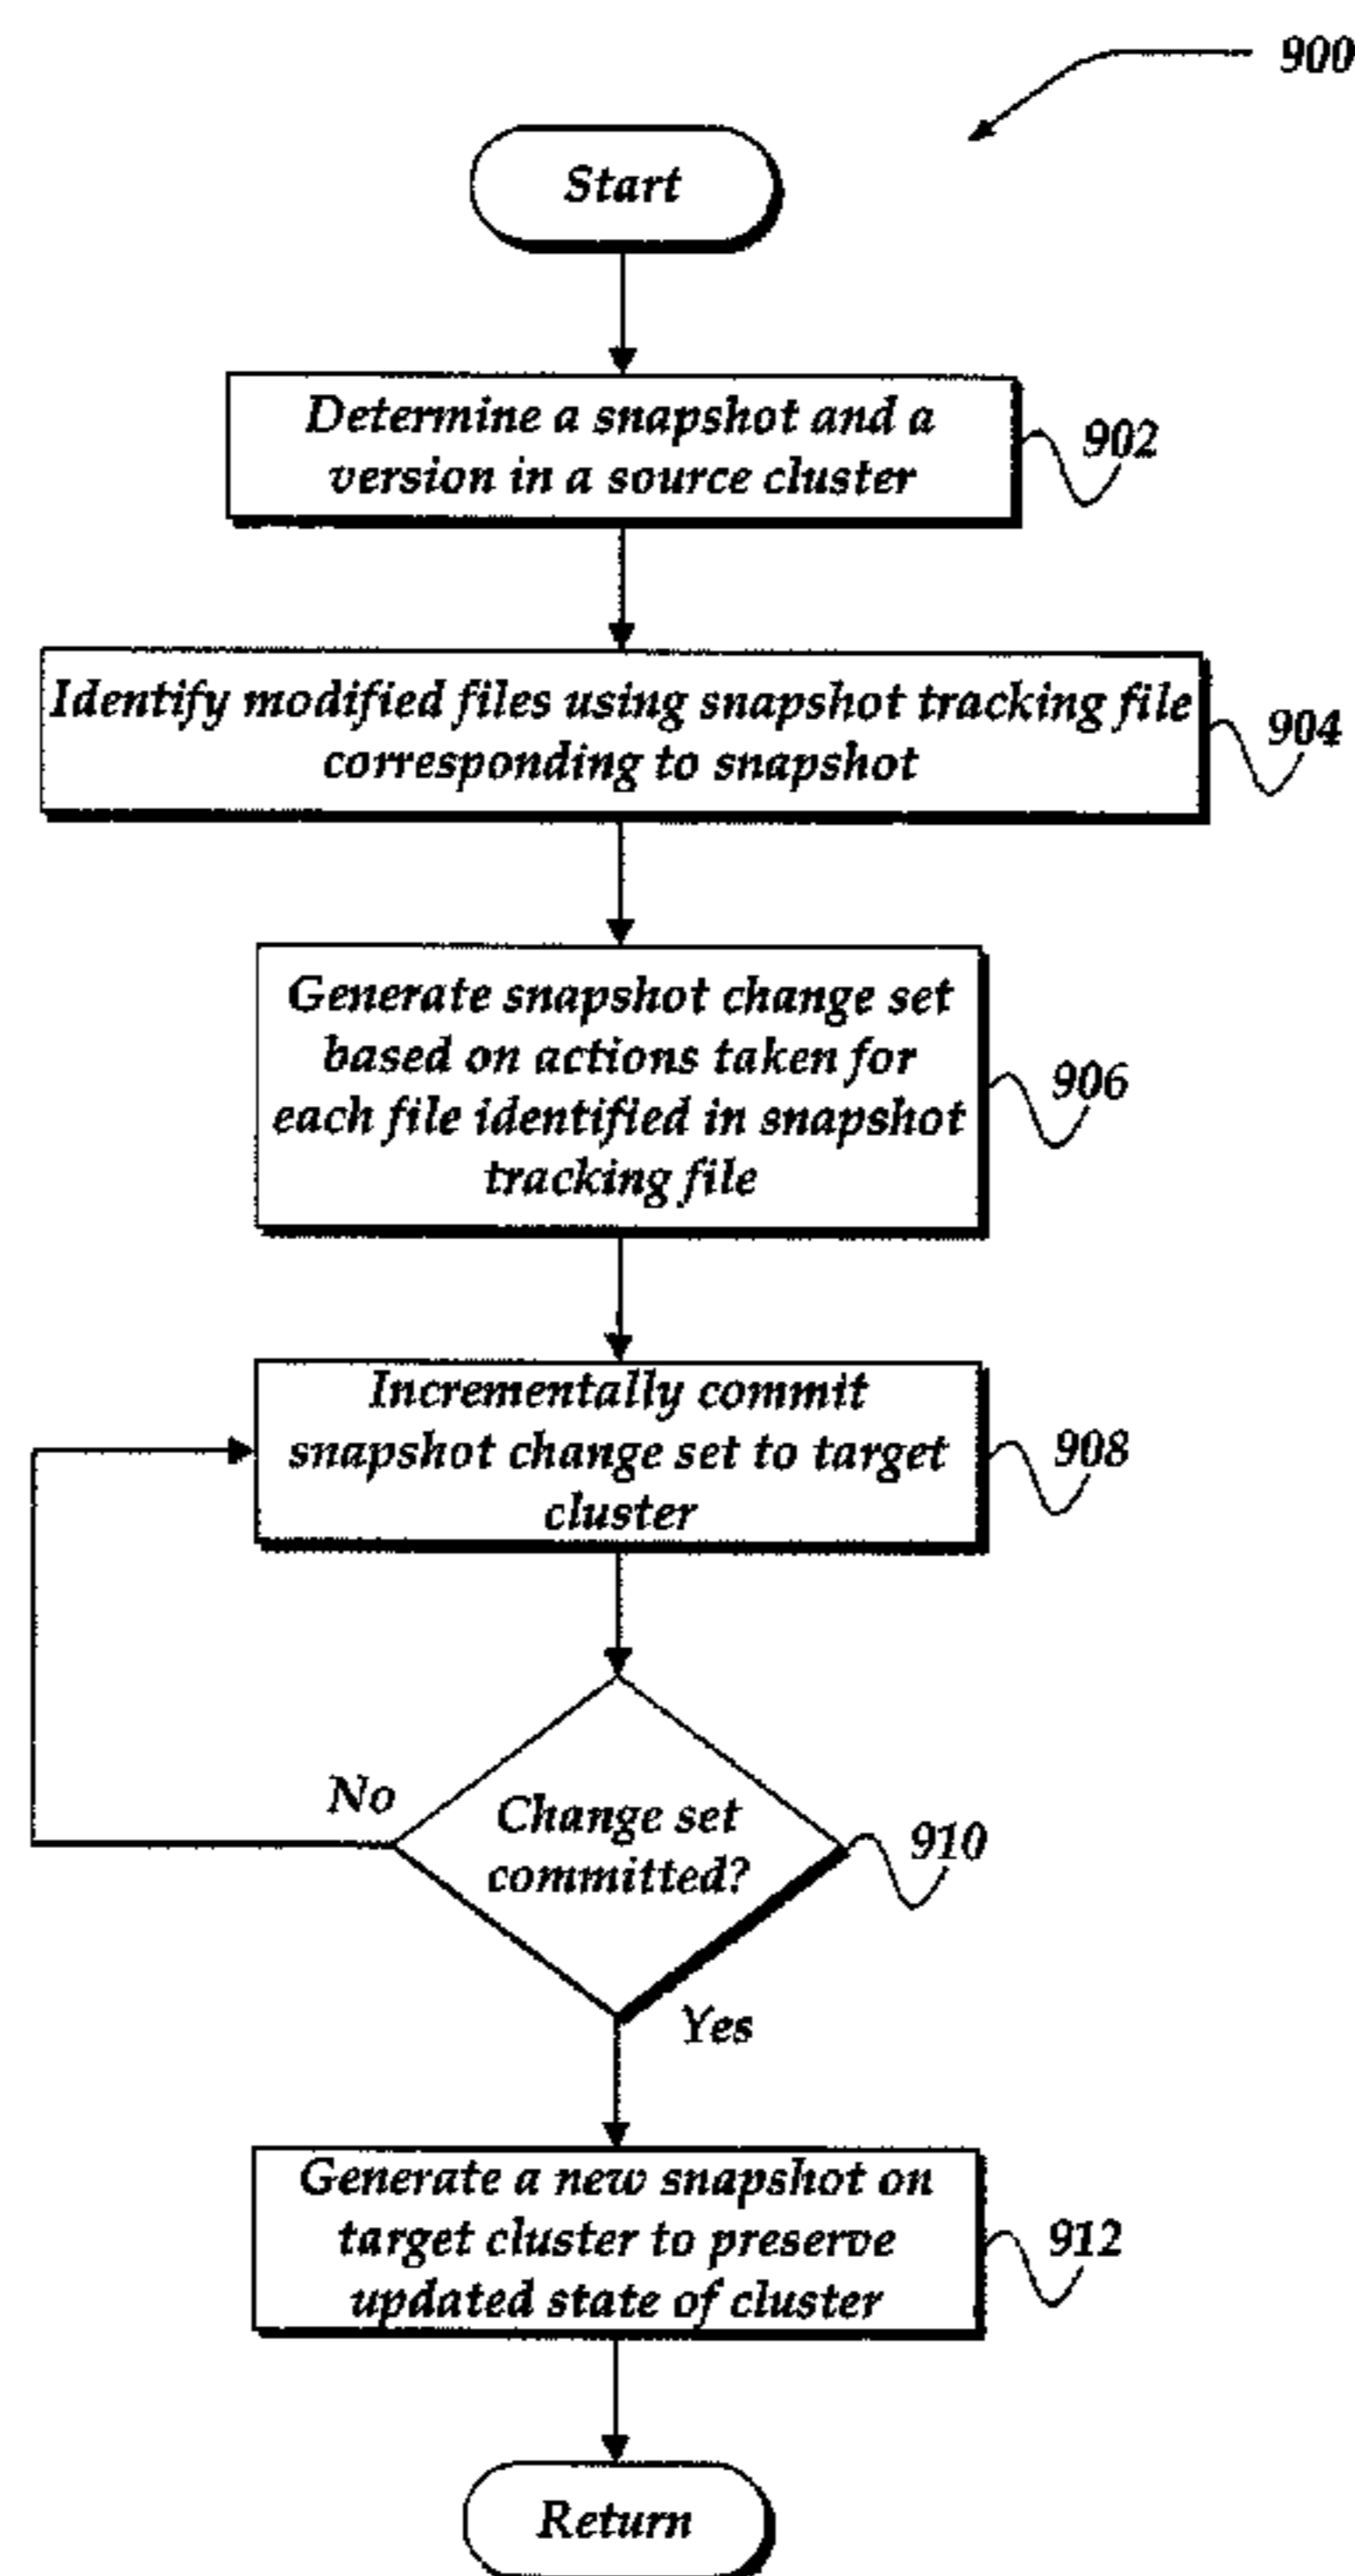 900
Start
Determine a snapshot and a
version in a source cluster
902
Identify modified files using snapshot tracking file
corresponding to snapshot
904
Generate snapshot change set
based on actions taken for
each file identified in snapshot
tracking file
906
Incrementally commit
snapshot change set to target
cluster
908
No
Change set
committed?
910
Yes
Generate a new snapshot on
target cluster to preserve
updated state of cluster
912
Return